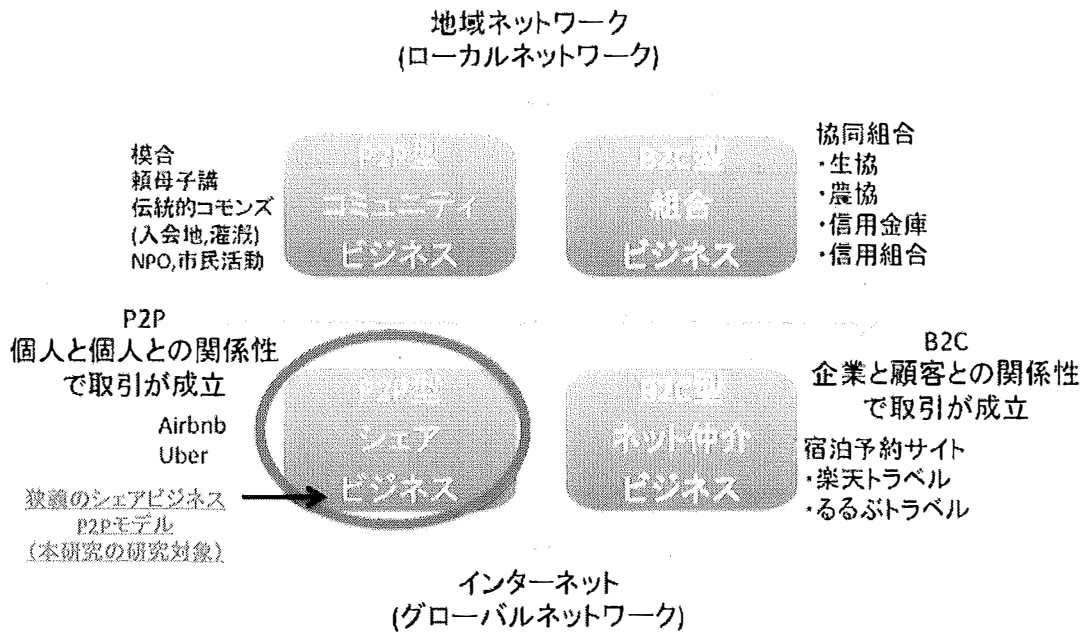 地域ネットワーク
(ローカルネットワーク)
模合
頼母子講
伝統的コモンズ
(入会地,灌漑)
NPO,市民活動
P2P型
コミュニティ
ビジネス
B2C型
組合
ビジネス
協同組合
・生協
・農協
・信用金庫
・信用組合
P2P
個人と個人との関係性
で取引が成立
Airbnb
Uber
狭義のシェアビジネス
P2Pモデル
(本研究の研究対象)
P2P型
シェア
ビジネス
B2C型
ネット仲介
ビジネス
B2C
企業と顧客との関係性
で取引が成立
宿泊予約サイト
・楽天トラベル
・るるぶトラベル
インターネット
(グローバルネットワーク)